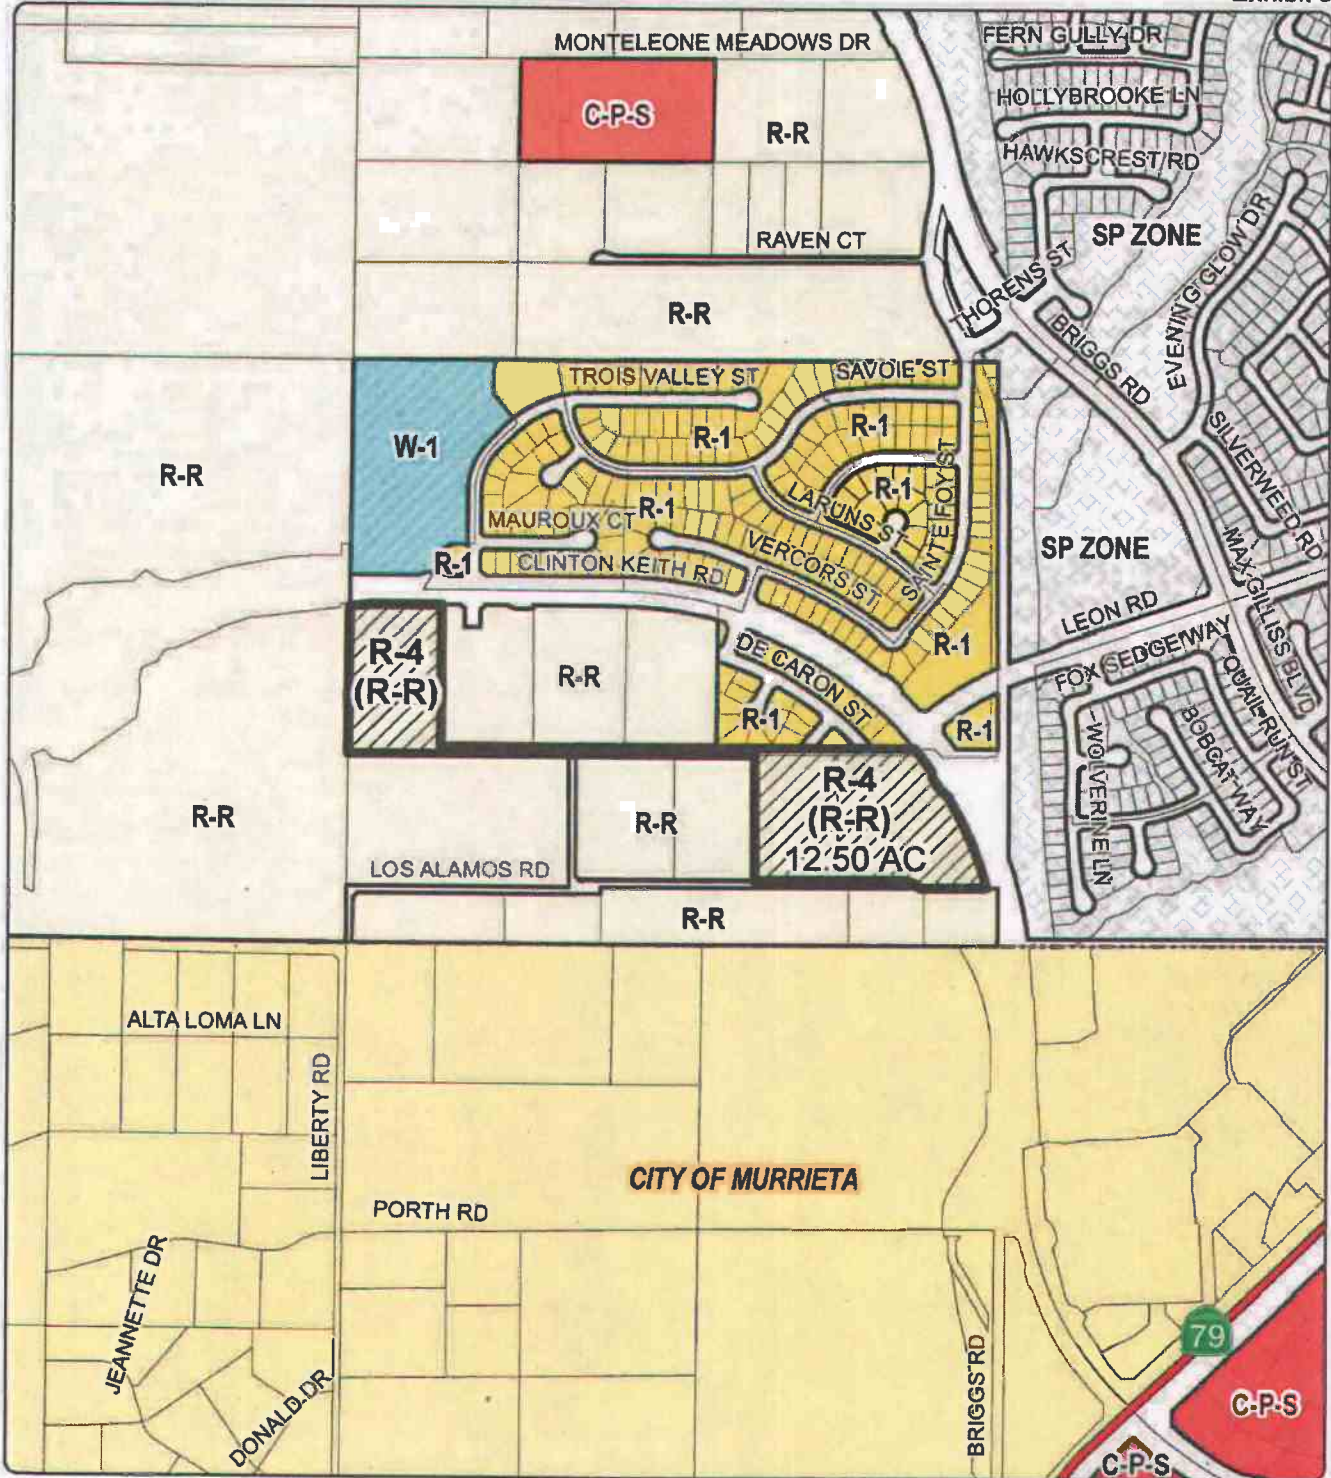 MONTELEONE MEADOWS DR
FERN GULLY DR
HOLLYBROOKE LN
C-P-S
R-R
HAWKSCREST RD
SP ZONE
RAVEN CT
EVENING GLOW DR
THORENS ST
R-R
BRIGGS RD
TROIS VALLEY ST
SAVOIE ST
W-1
R-1
R-1
R-R
SILVERWEED RD
R-1
LARUNS ST
SAINTE FOY ST
MAUROUX CT
R-1
VERCORS ST
SP ZONE
R-1
CLINTON KEITH RD
MAX GILLISS BLVD
LEON RD
R-4
(R-R)
R-R
DE CARON ST
R-1
FOX SEDGE WAY
QUAIL RUN ST
R-1
R-1
BOBCAT WAY
WOLVERINE LN
R-R
R-R
R-4
(R-R)
12.50 AC
LOS ALAMOS RD
R-R
ALTA LOMA LN
LIBERTY RD
CITY OF MURRIETA
PORTH RD
JEANNETTE DR
DONALD DR
BRIGGS RD
79
C-P-S
C-P-S